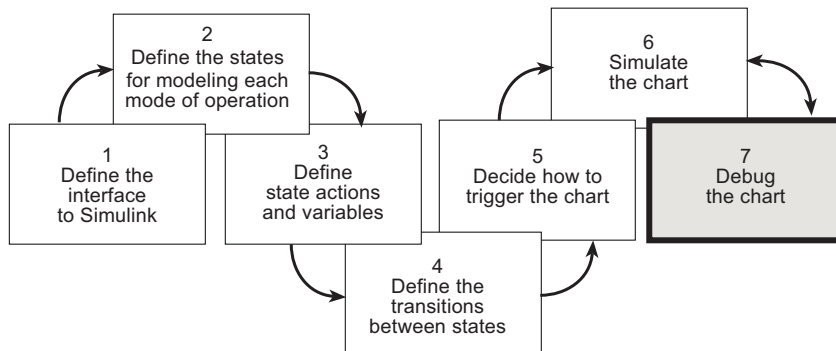 1
Define the
interface
to Simulink
2
Define the states
for modeling each
mode of operation
3
Define
state actions
and variables
4
Define the
transitions
between states
5
Decide how to
trigger the chart
6
Simulate
the chart
7
Debug
the chart